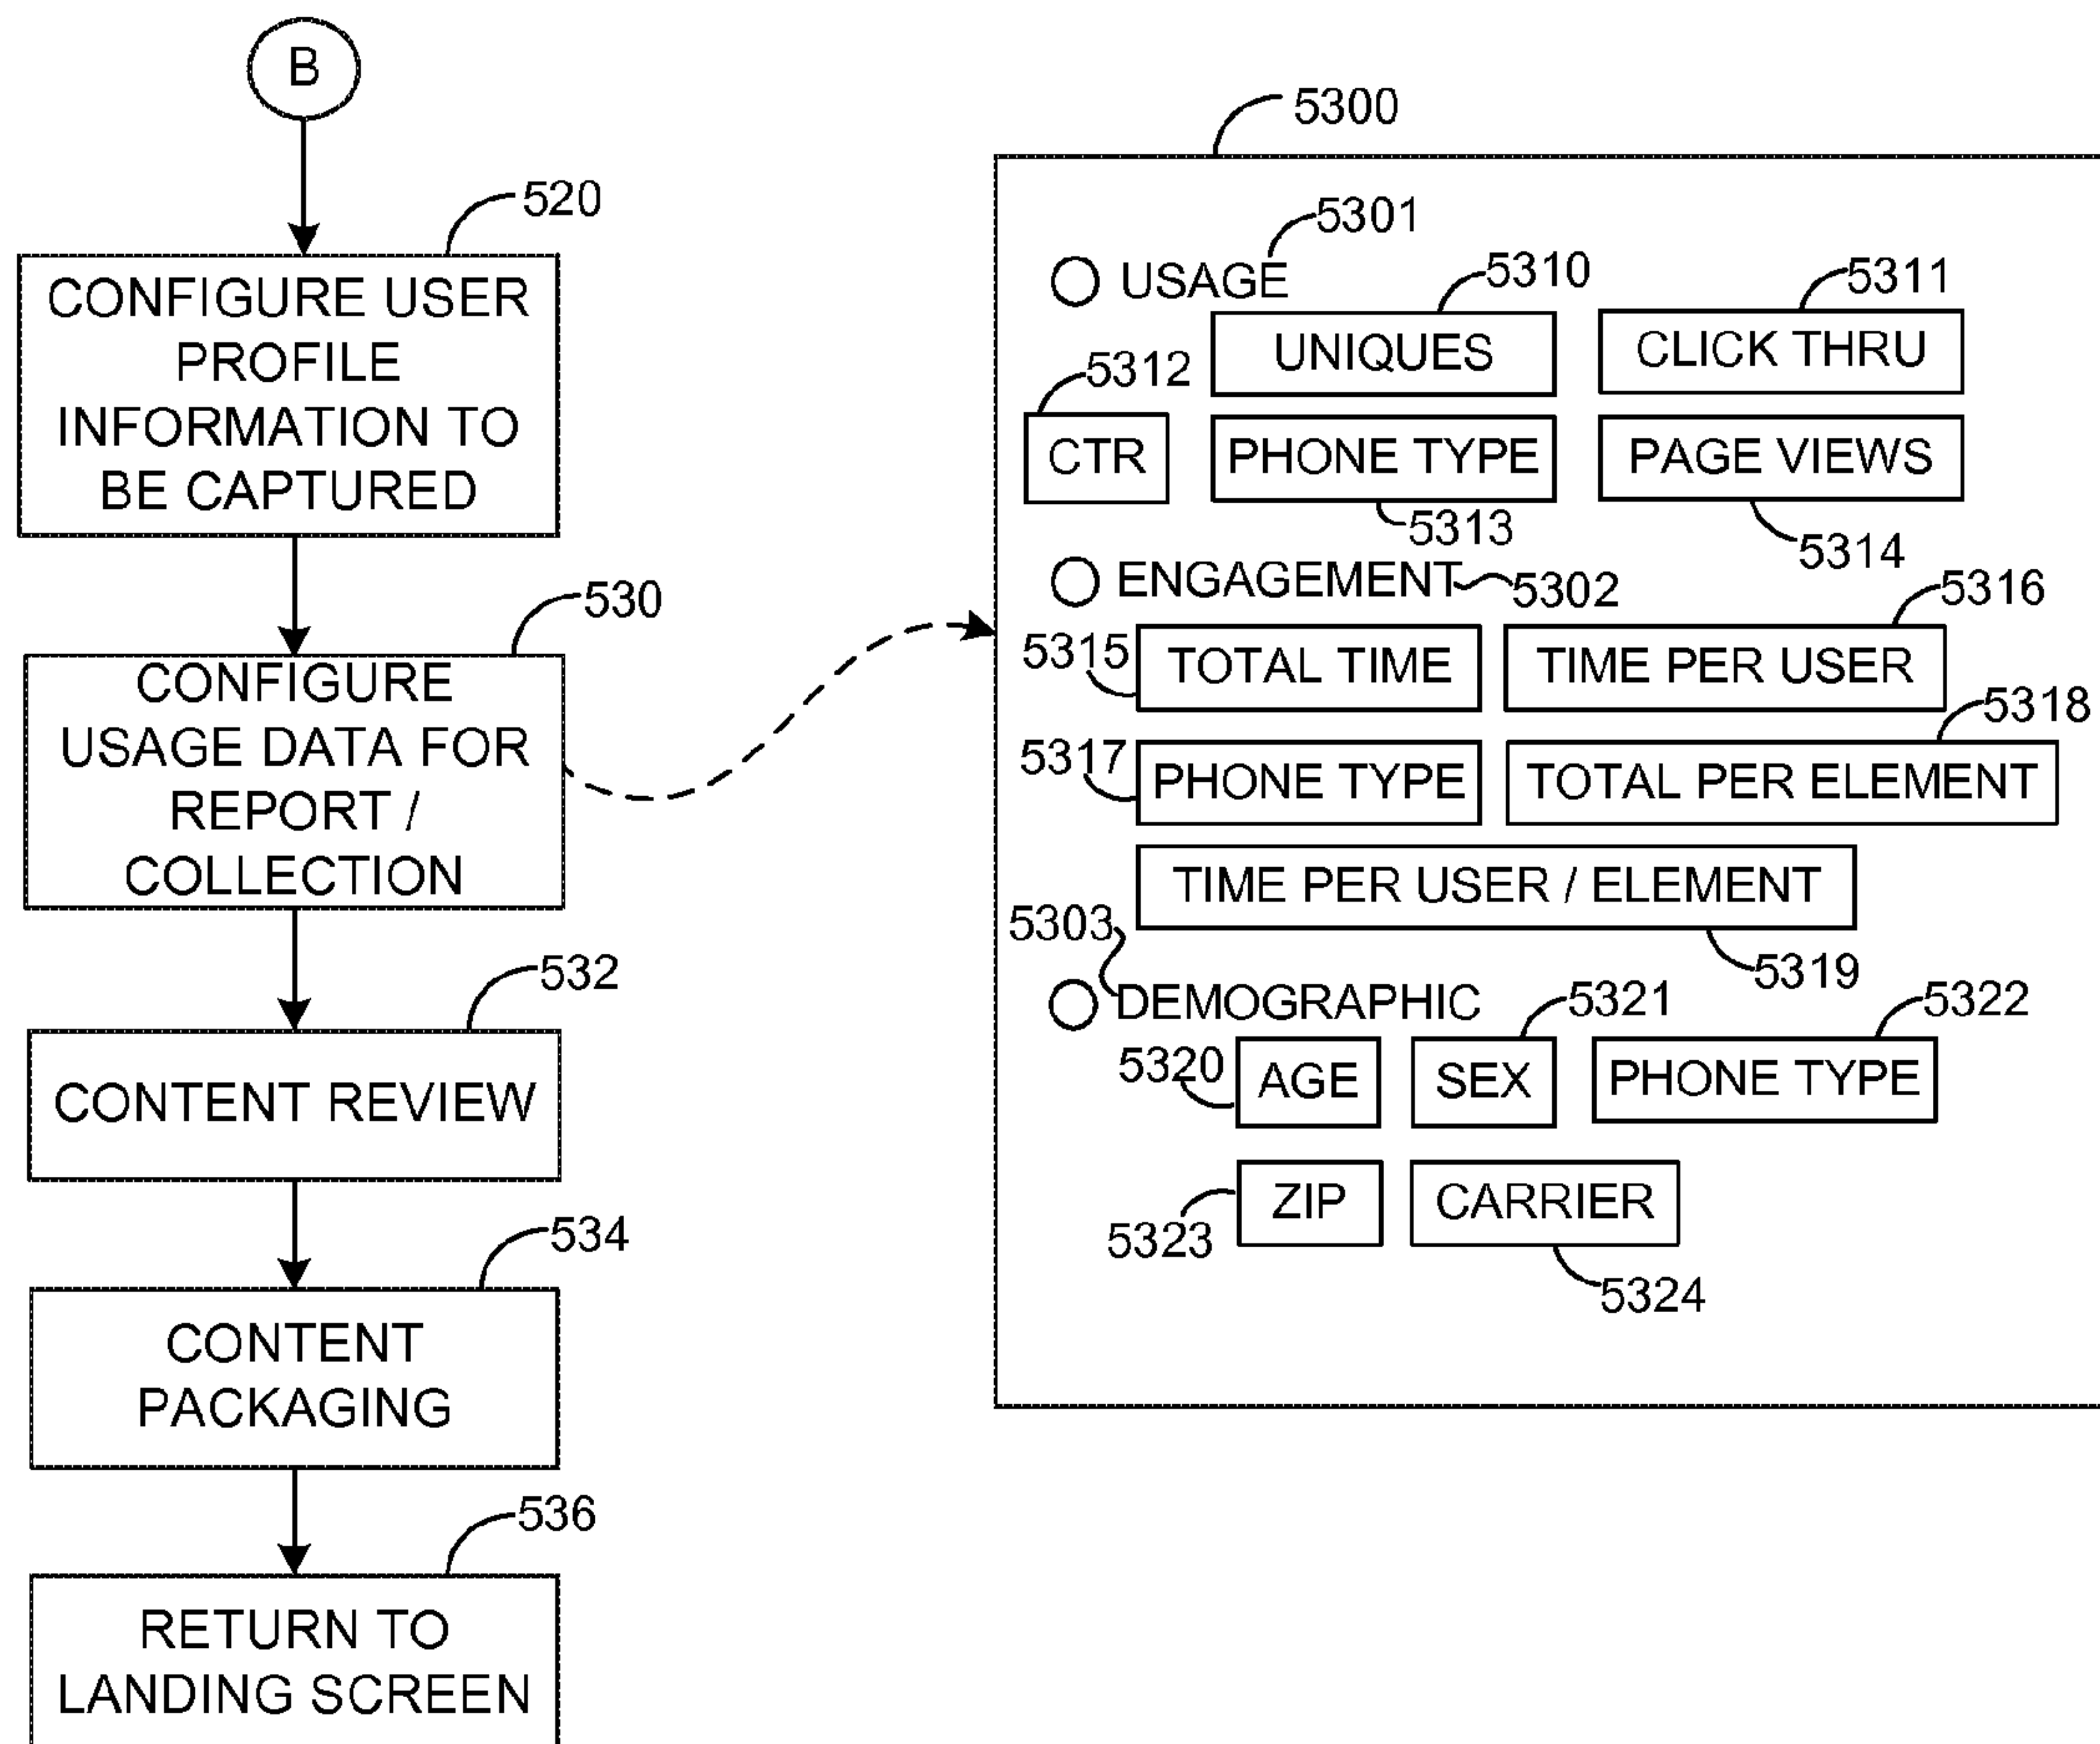 B
520
CONFIGURE USER
PROFILE
INFORMATION TO
BE CAPTURED
530
CONFIGURE
USAGE DATA FOR
REPORT /
COLLECTION
532
CONTENT REVIEW
534
CONTENT
PACKAGING
536
RETURN TO
LANDING SCREEN
5300
5301
USAGE
5310
5311
UNIQUES
CLICK THRU
5312
CTR
PHONE TYPE
PAGE VIEWS
5313
5314
ENGAGEMENT
5302
5316
5315
TOTAL TIME
TIME PER USER
5318
5317
PHONE TYPE
TOTAL PER ELEMENT
TIME PER USER / ELEMENT
5303
5319
DEMOGRAPHIC
5321
5322
5320
AGE
SEX
PHONE TYPE
ZIP
CARRIER
5323
5324